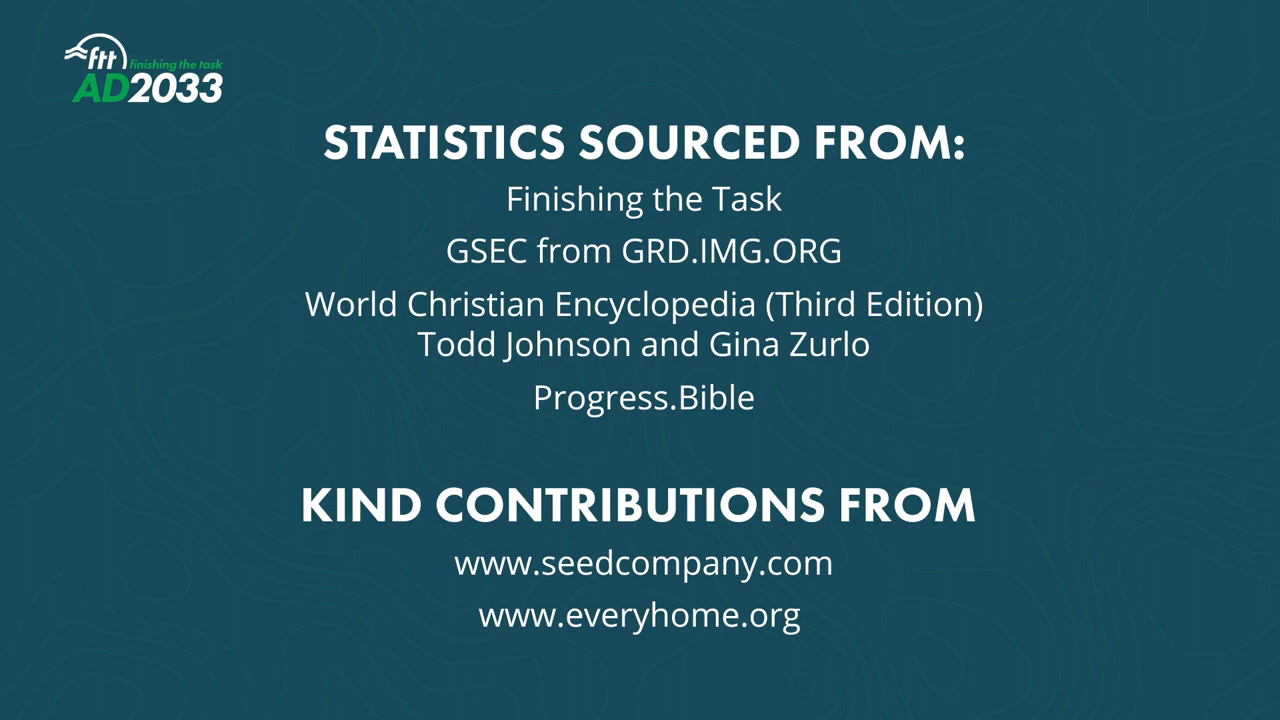 ftt finishing the task
AD2033
STATISTICS SOURCED FROM:
Finishing the Task
GSEC from GRD.IMG.ORG
World Christian Encyclopedia (Third Edition)
Todd Johnson and Gina Zurlo
Progress.Bible
KIND CONTRIBUTIONS FROM
www.seedcompany.com
www.everyhome.org